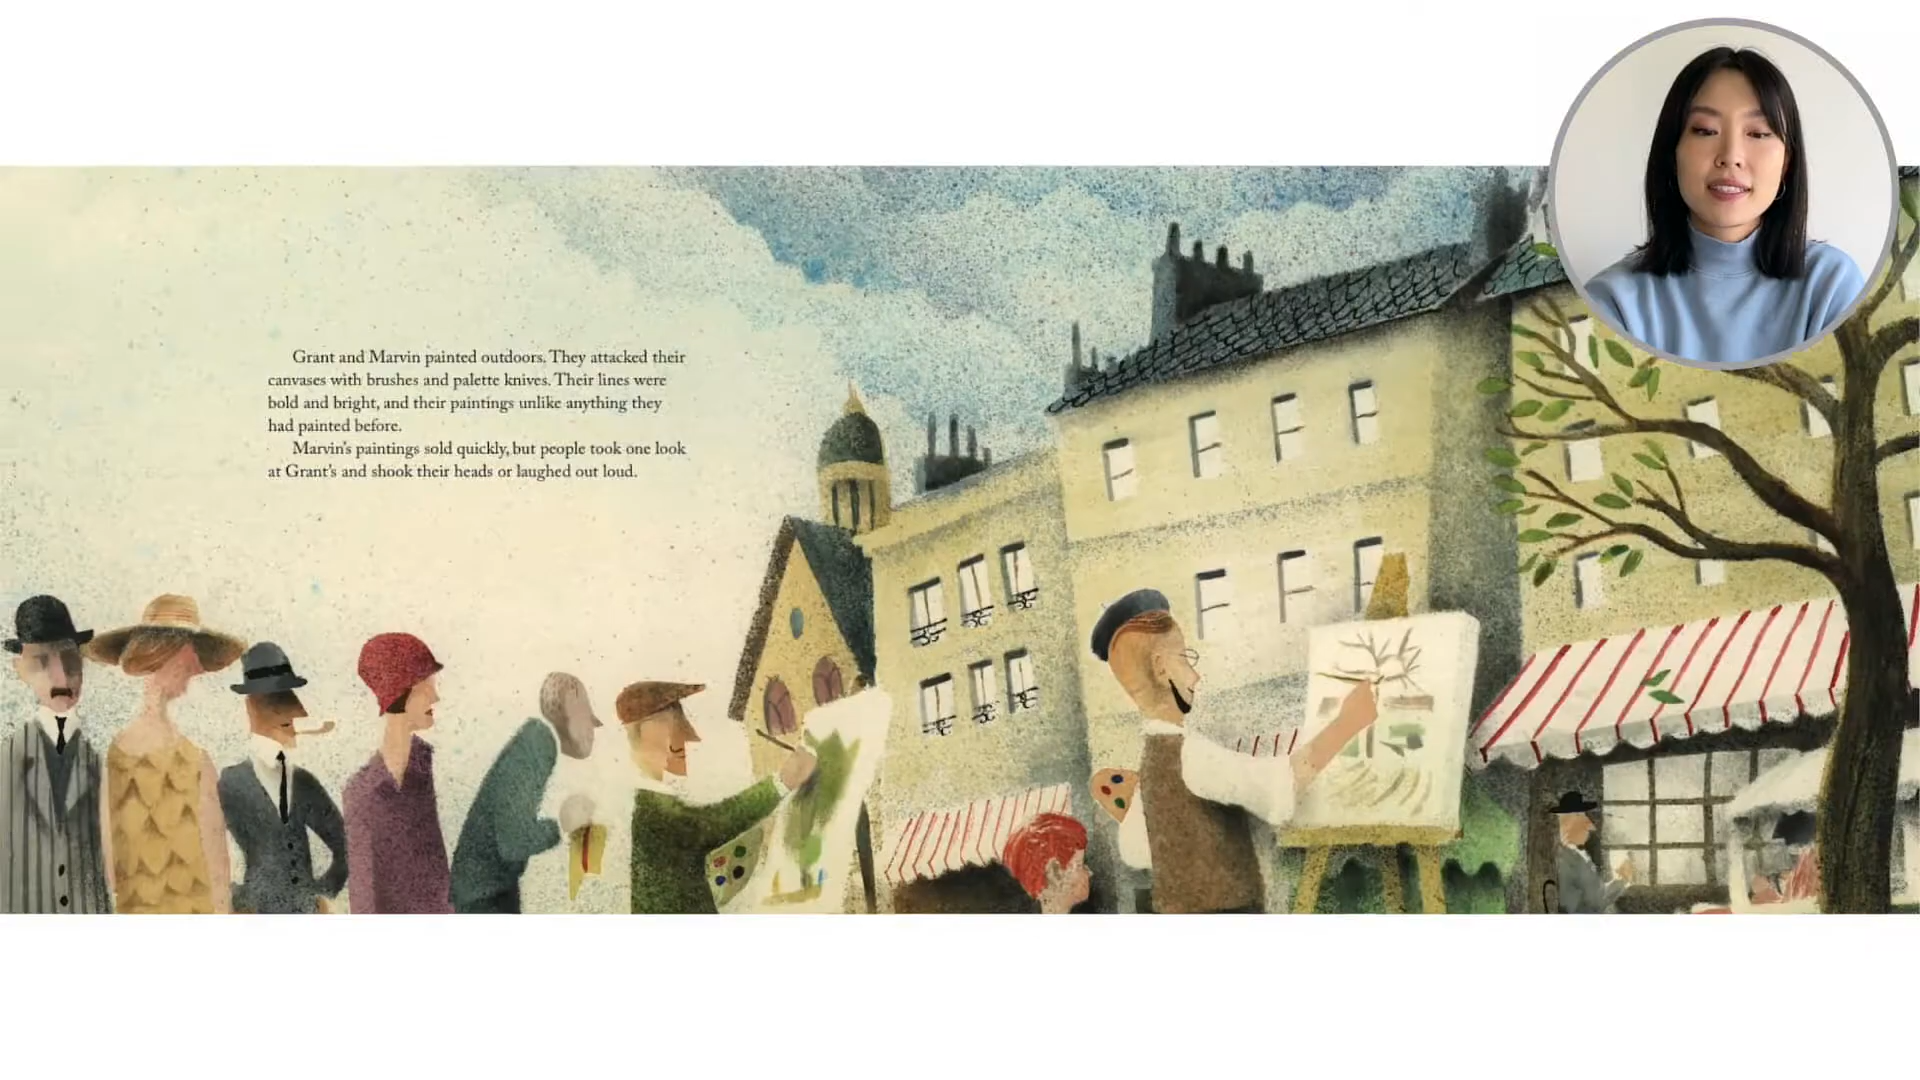 Grant and Marvin painted outdoors. They attacked their
canvases with brushes and palette knives. Their lines were
bold and bright, and their paintings unlike anything they
had painted before.
Marvin's paintings sold quickly, but people took one look
at Grant's and shook their heads or laughed out loud.